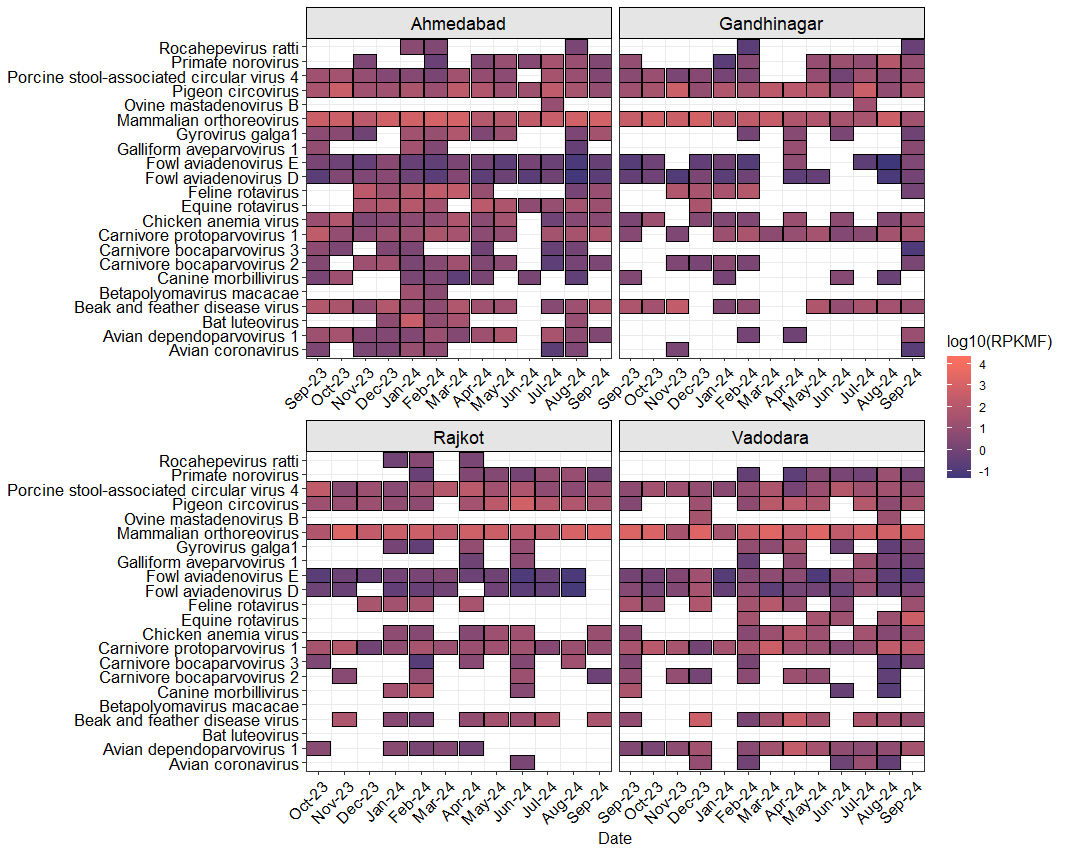 Ahmedabad
Gandhinagar
Rocahepevirus ratti
Primate norovirus
Porcine stool-associated circular virus 4
Pigeon circovirus
Ovine mastadenovirus B
Mammalian orthoreovirus
Gyrovirus galga1
Galliform aveparvovirus 1
Fowl aviadenovirus E
Fowl aviadenovirus D
Feline rotavirus
Equine rotavirus
Chicken anemia virus
Carnivore protoparvovirus 1
Carnivore bocaparvovirus 3
Carnivore bocaparvovirus 2
Canine morbillivirus
Betapolyomavirus macacae
Beak and feather disease virus
Bat luteovirus
Avian dependoparvovirus 1
Avian coronavirus
Sep-23 Oct-23 Nov-23 Dec-23 Jan-24 Feb-24 Mar-24 Apr-24 May-24 Jun-24 Jul-24 Aug-24 Sep-24
Sep-23 Oct-23 Nov-23 Dec-23 Jan-24 Feb-24 Mar-24 Apr-24 May-24 Jun-24 Jul-24 Aug-24 Sep-24
log10(RPKMF)
4
3
2
1
0
-1
Rajkot
Vadodara
Rocahepevirus ratti
Primate norovirus
Porcine stool-associated circular virus 4
Pigeon circovirus
Ovine mastadenovirus B
Mammalian orthoreovirus
Gyrovirus galga1
Galliform aveparvovirus 1
Fowl aviadenovirus E
Fowl aviadenovirus D
Feline rotavirus
Equine rotavirus
Chicken anemia virus
Carnivore protoparvovirus 1
Carnivore bocaparvovirus 3
Carnivore bocaparvovirus 2
Canine morbillivirus
Betapolyomavirus macacae
Beak and feather disease virus
Bat luteovirus
Avian dependoparvovirus 1
Avian coronavirus
Oct-23 Nov-23 Dec-23 Jan-24 Feb-24 Mar-24 Apr-24 May-24 Jun-24 Jul-24 Aug-24 Sep-24
Sep-23 Oct-23 Nov-23 Dec-23 Jan-24 Feb-24 Mar-24 Apr-24 May-24 Jun-24 Jul-24 Aug-24 Sep-24
Date